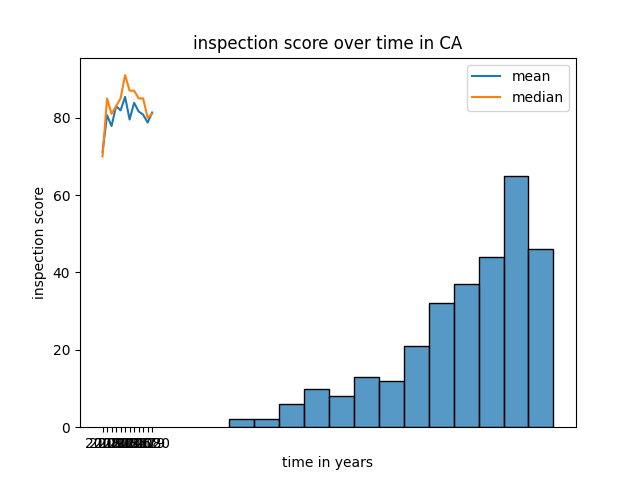 inspection score over time in CA
mean
median
80
60
40
20
0
inspection score
time in years